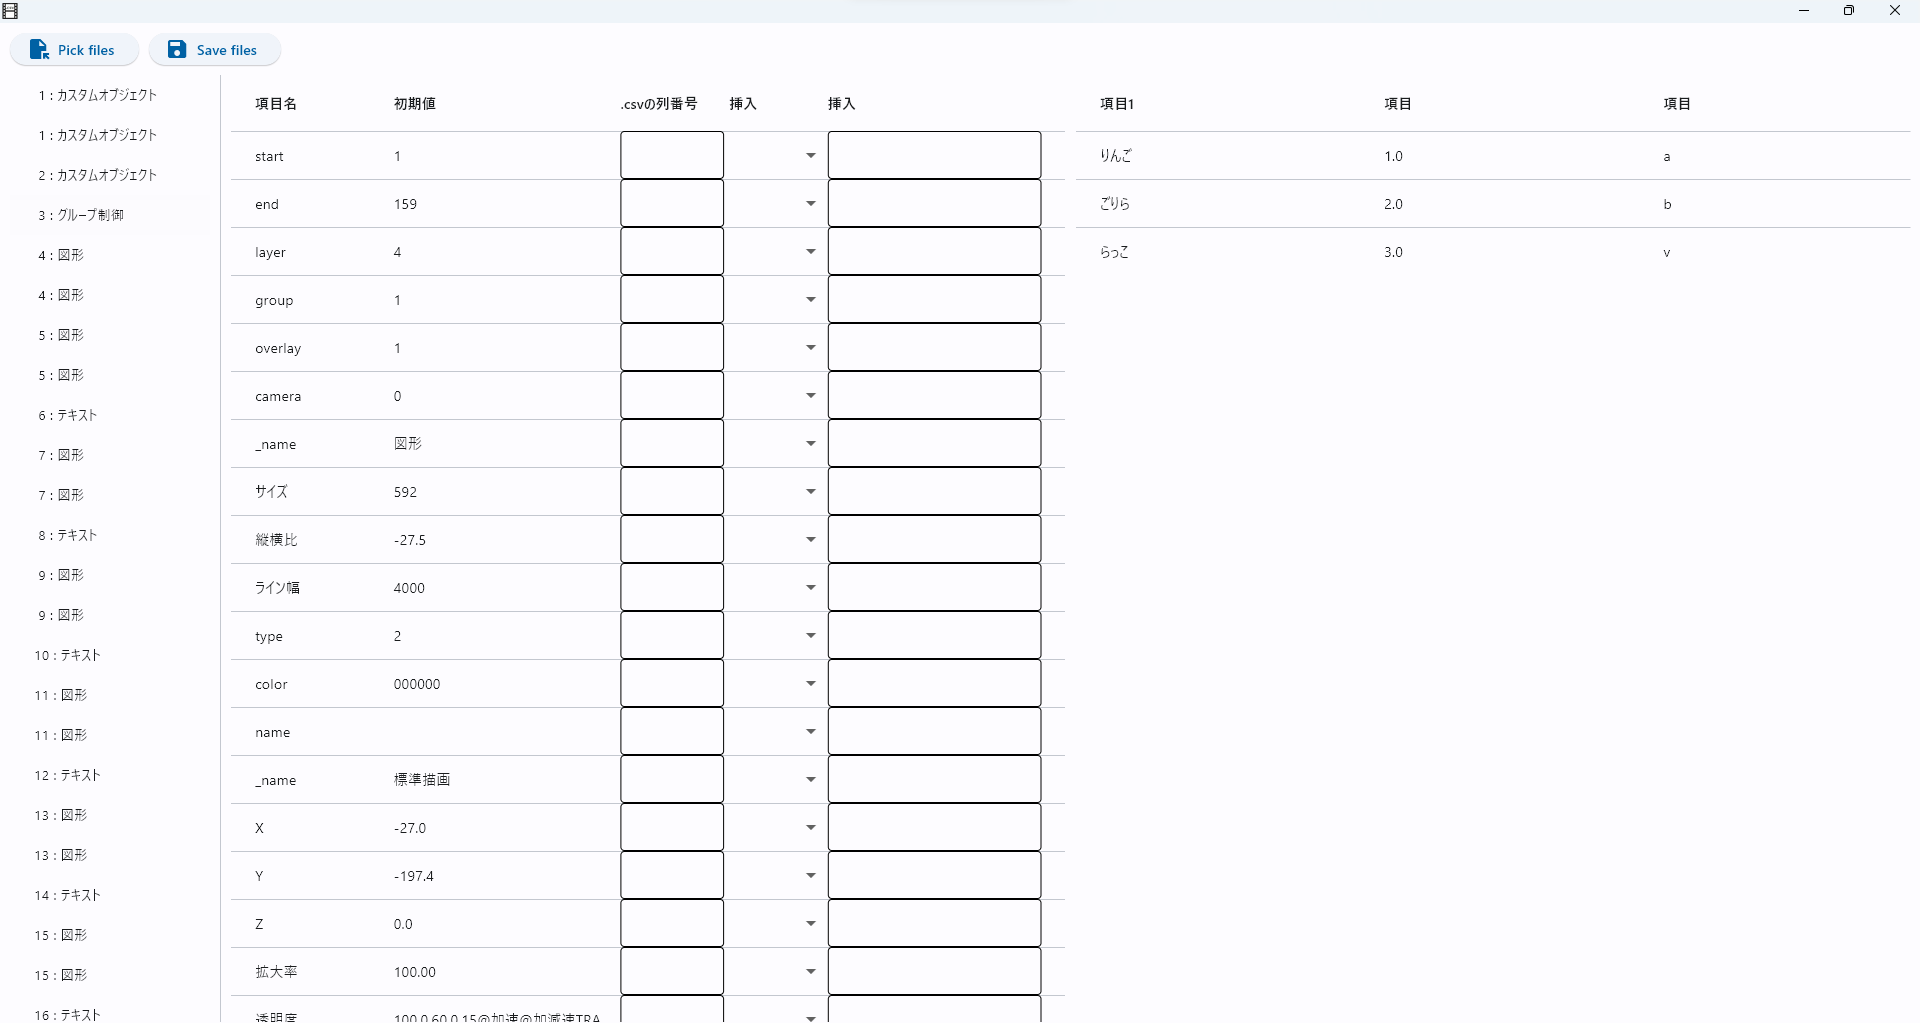 Pick files
Save files
1 : カスタムオブジェクト
1 : カスタムオブジェクト
2 : カスタムオブジェクト
3 : グループ制御
4 : 図形
4 : 図形
5 : 図形
5 : 図形
6 : テキスト
7 : 図形
7 : 図形
8 : テキスト
9 : 図形
9 : 図形
10 : テキスト
11 : 図形
11 : 図形
12 : テキスト
13 : 図形
13 : 図形
14 : テキスト
15 : 図形
15 : 図形
16 : テキスト
項目名 初期値 .csvの列番号 挿入 挿入
start 1
end 159
layer 4
group 1
overlay 1
camera 0
_name 図形
サイズ 592
縦横比 -27.5
ライン幅 4000
type 2
color 000000
name
_name 標準描画
X -27.0
Y -197.4
Z 0.0
拡大率 100.00
透明度 100.0,60.0,15@加速@加減速TRA
項目1 項目 項目
りんご 1.0 a
ごりら 2.0 b
らっこ 3.0 v